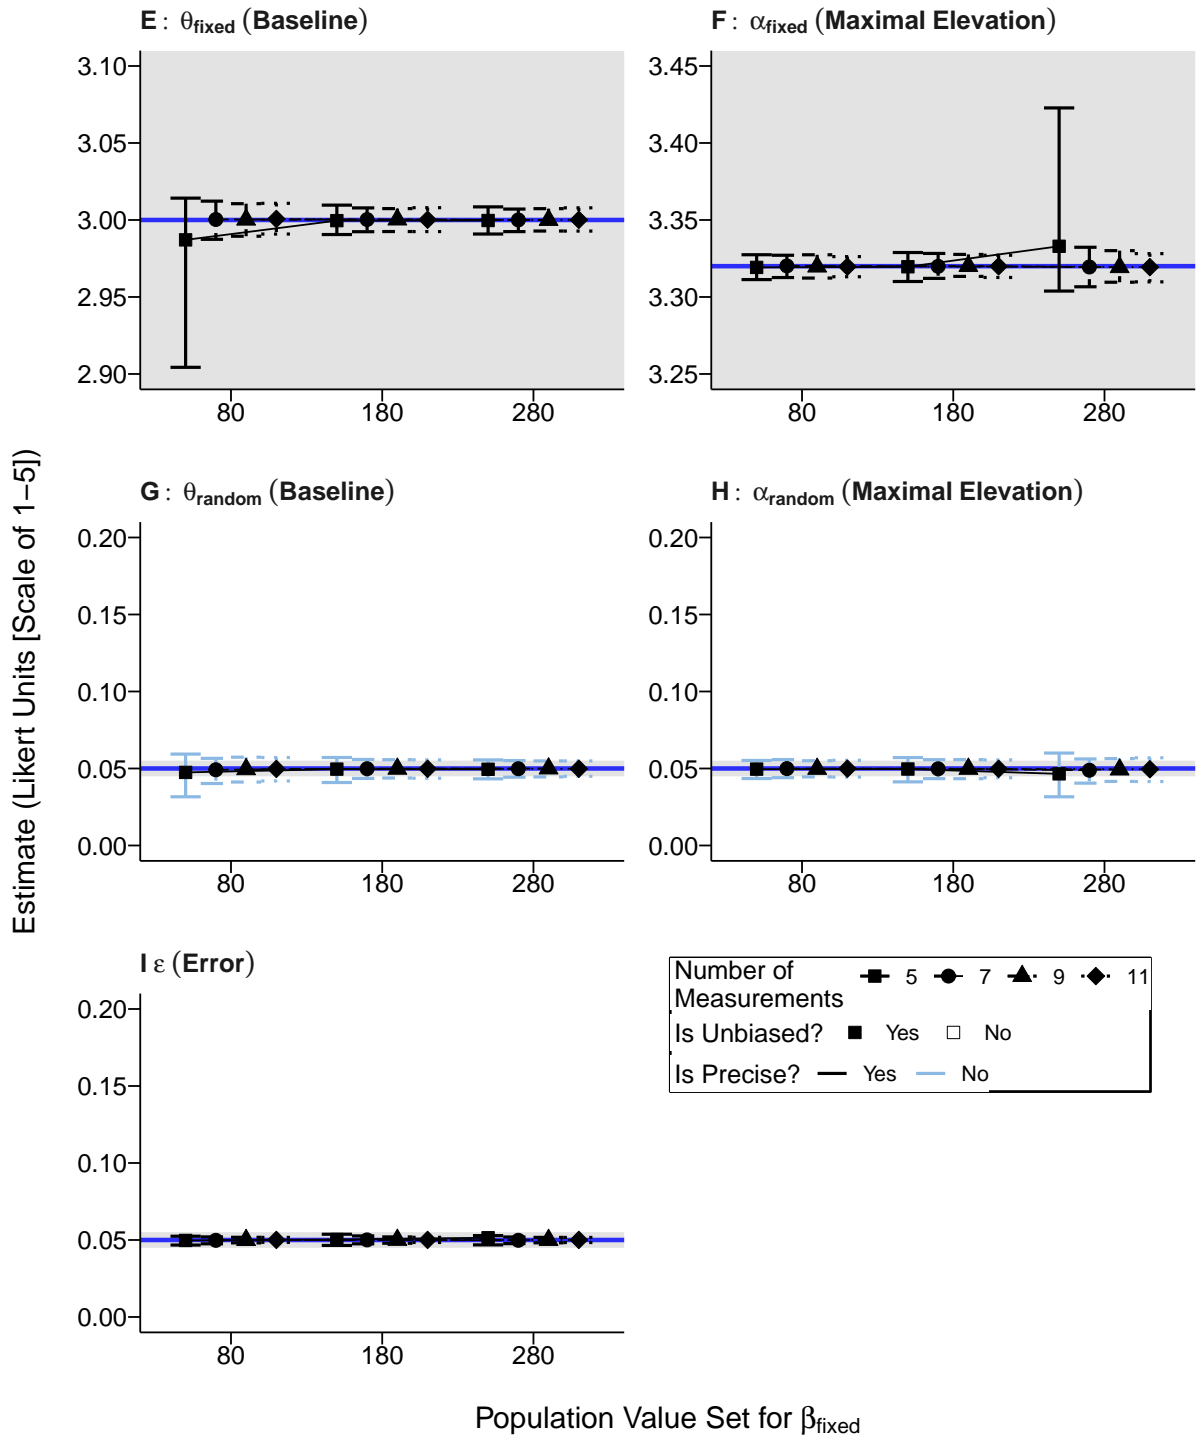 E : θfixed (Baseline)
3.10
3.05
3.00
2.95
2.90
80 180 280
F : αfixed (Maximal Elevation)
3.45
3.40
3.35
3.30
3.25
80 180 280
Estimate (Likert Units [Scale of 1−5])
G : θrandom (Baseline)
0.20
0.15
0.10
0.05
0.00
80 180 280
H : αrandom (Maximal Elevation)
0.20
0.15
0.10
0.05
0.00
80 180 280
I ε (Error)
0.20
0.15
0.10
0.05
0.00
80 180 280
Number of
Measurements 5 7 9 11
Is Unbiased? Yes No
Is Precise? Yes No
Population Value Set for βfixed